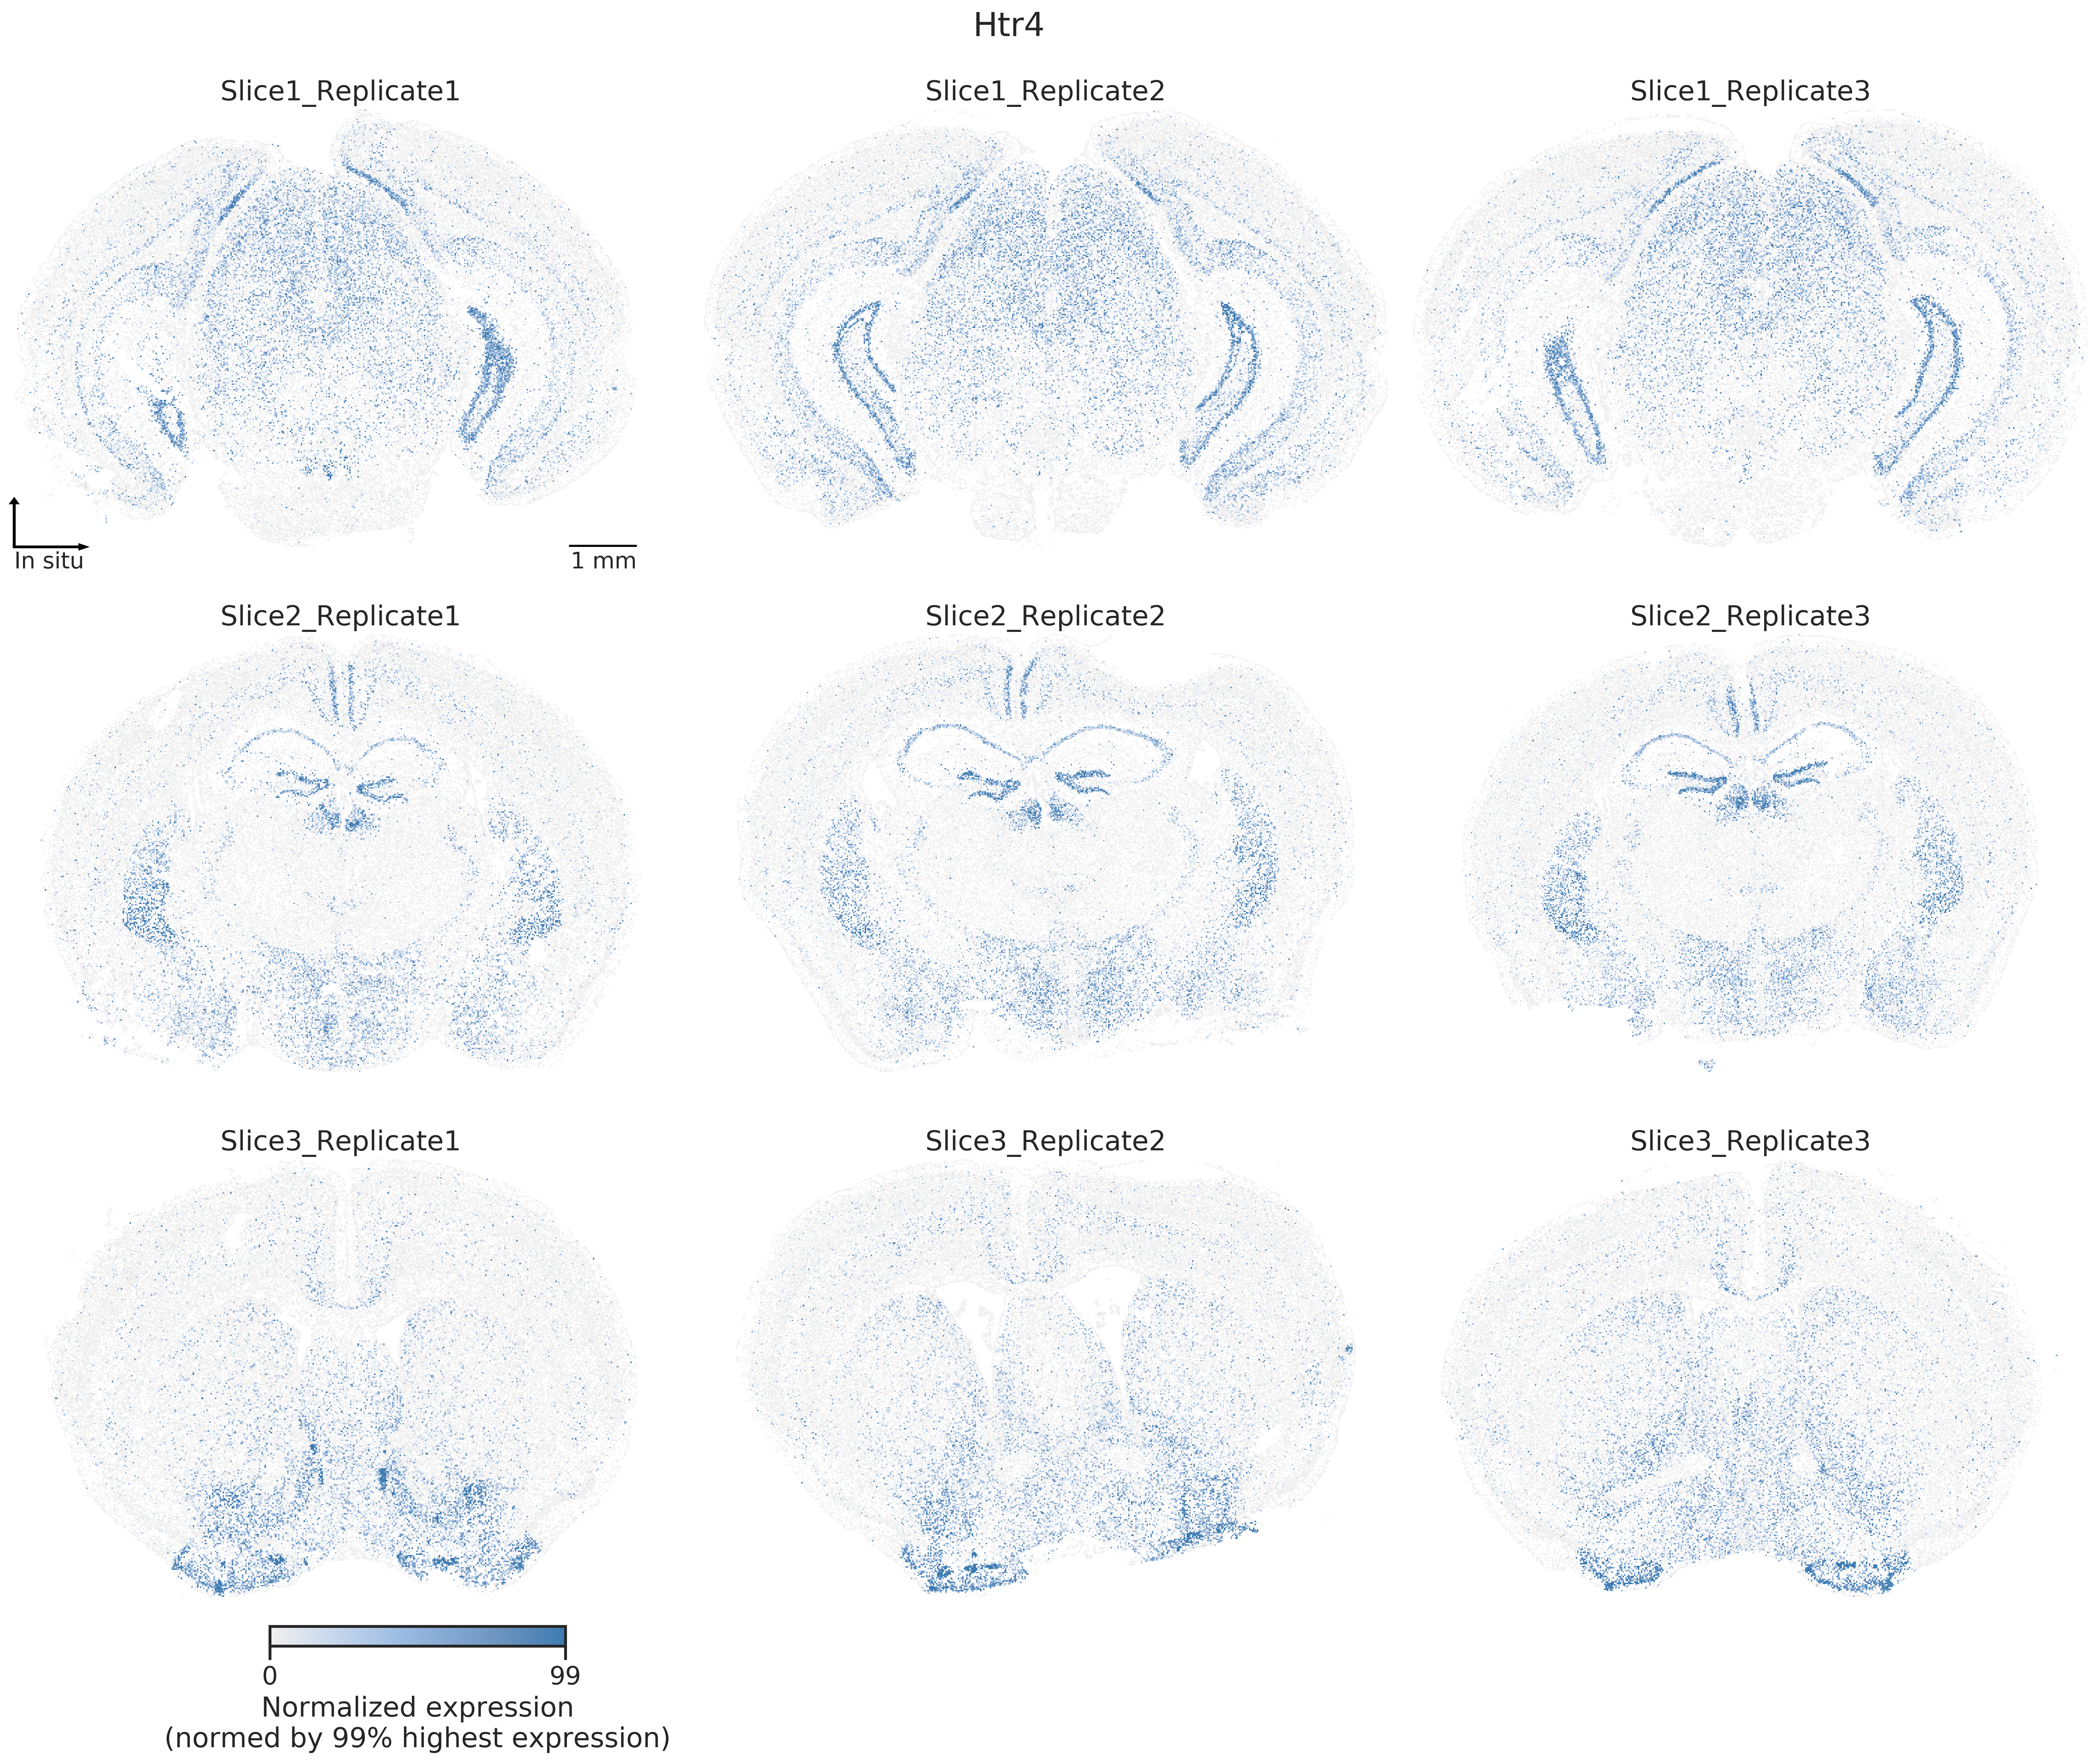 Htr4
Slice1_Replicate1
Slice1_Replicate2
Slice1_Replicate3
In situ
1 mm
Slice2_Replicate1
Slice2_Replicate2
Slice2_Replicate3
Slice3_Replicate1
Slice3_Replicate2
Slice3_Replicate3
0
99
Normalized expression
(normed by 99% highest expression)